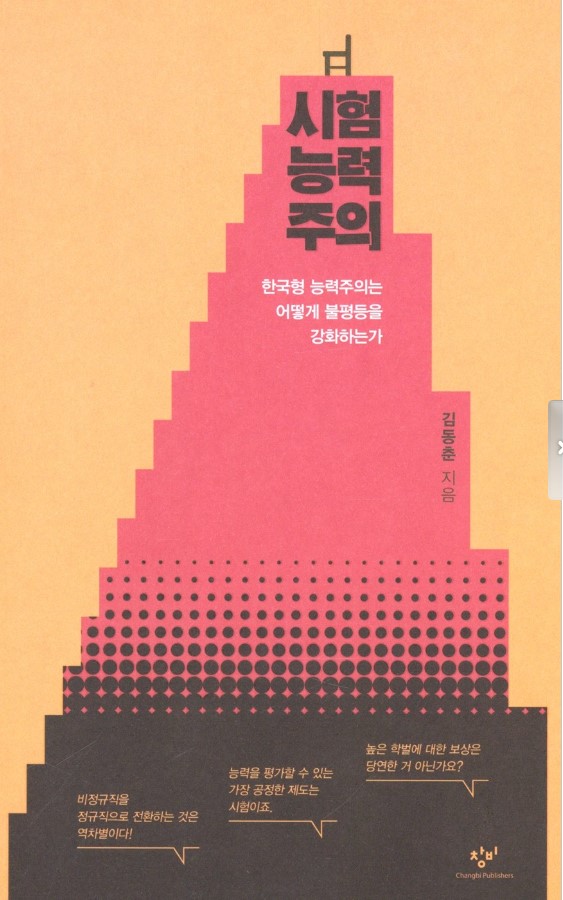 시험
능력
주의
한국형 능력주의는
어떻게 불평등을
강화하는가
김동춘 지음
높은 학벌에 대한 보상은
당연한 거 아닌가요?
능력을 평가할 수 있는
가장 공정한 제도는
시험이죠.
비정규직을
정규직으로 전환하는 것은
역차별이다!
창비
Changbi Publishers